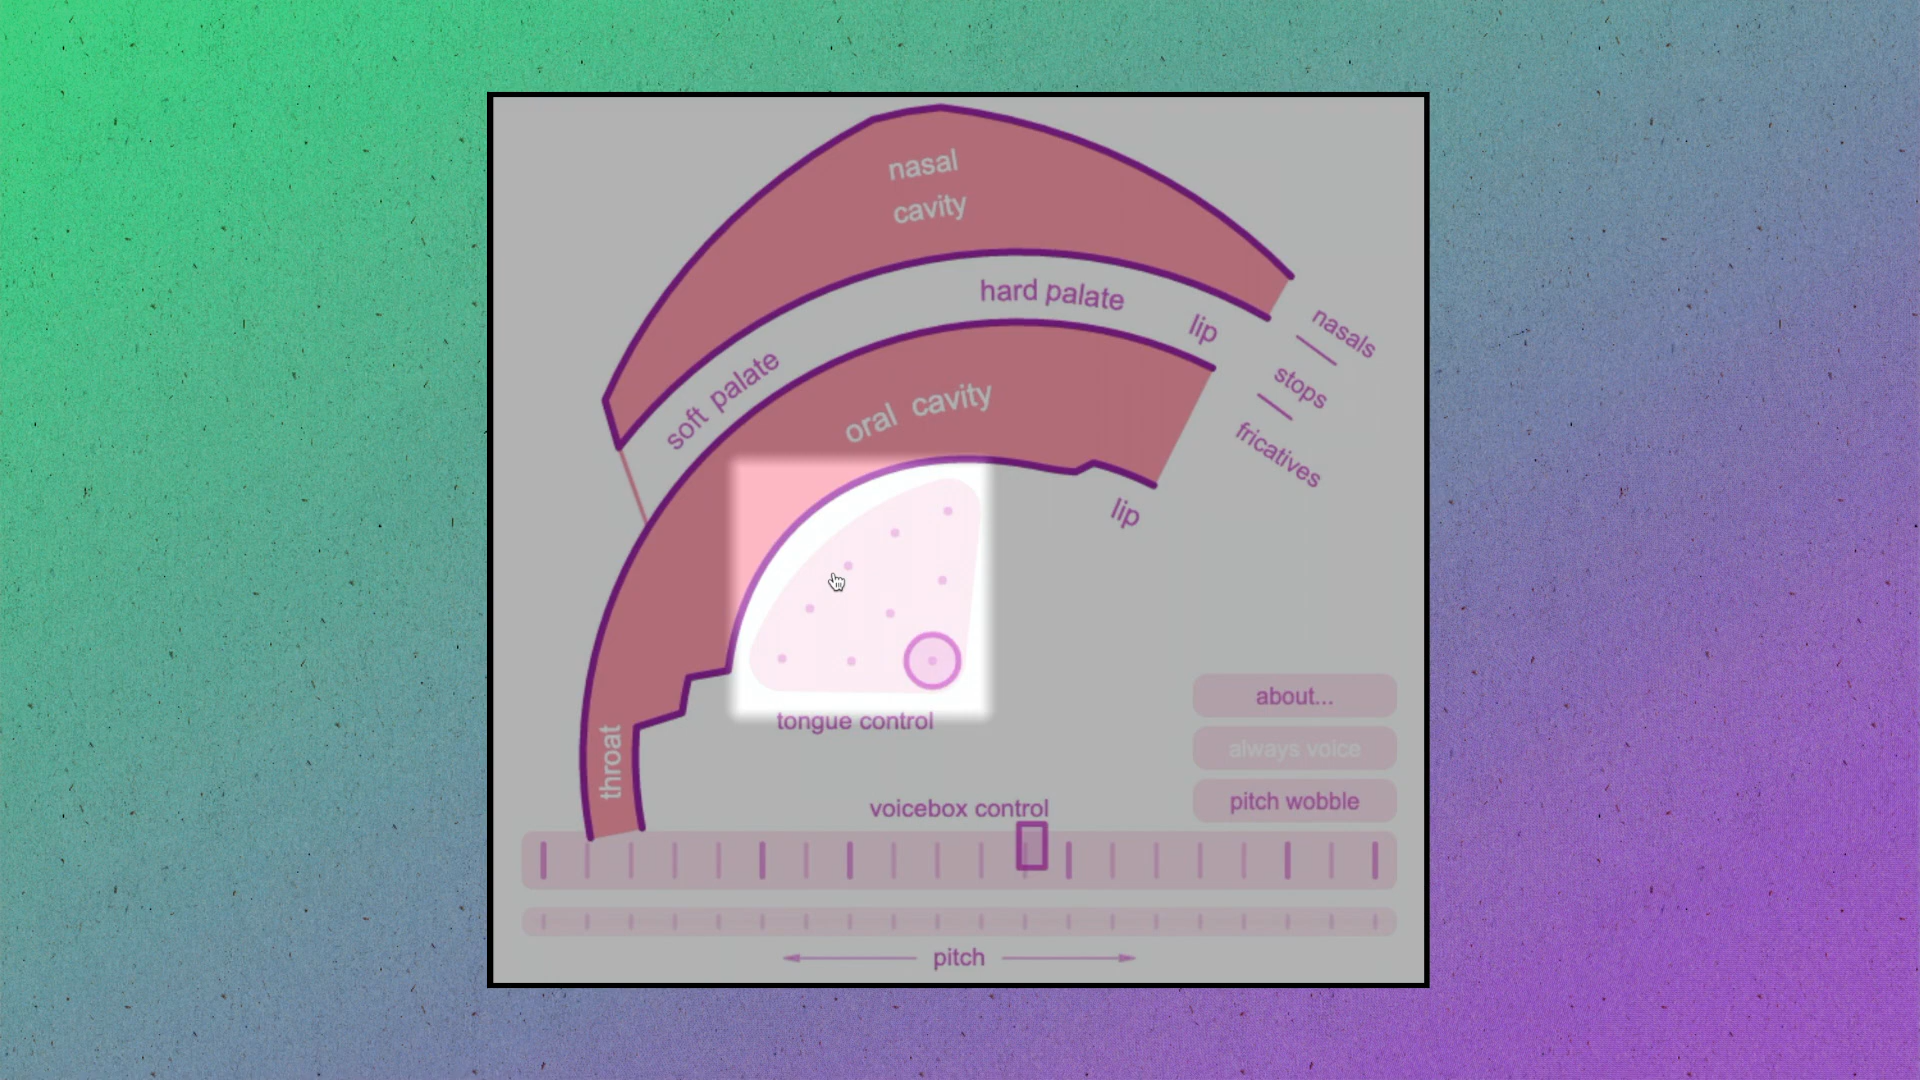 nasal
cavity
hard palate
lip
nasals
soft palate
stops
oral cavity
fricatives
lip
tongue control
about...
always voice
throat
pitch wobble
voicebox control
pitch